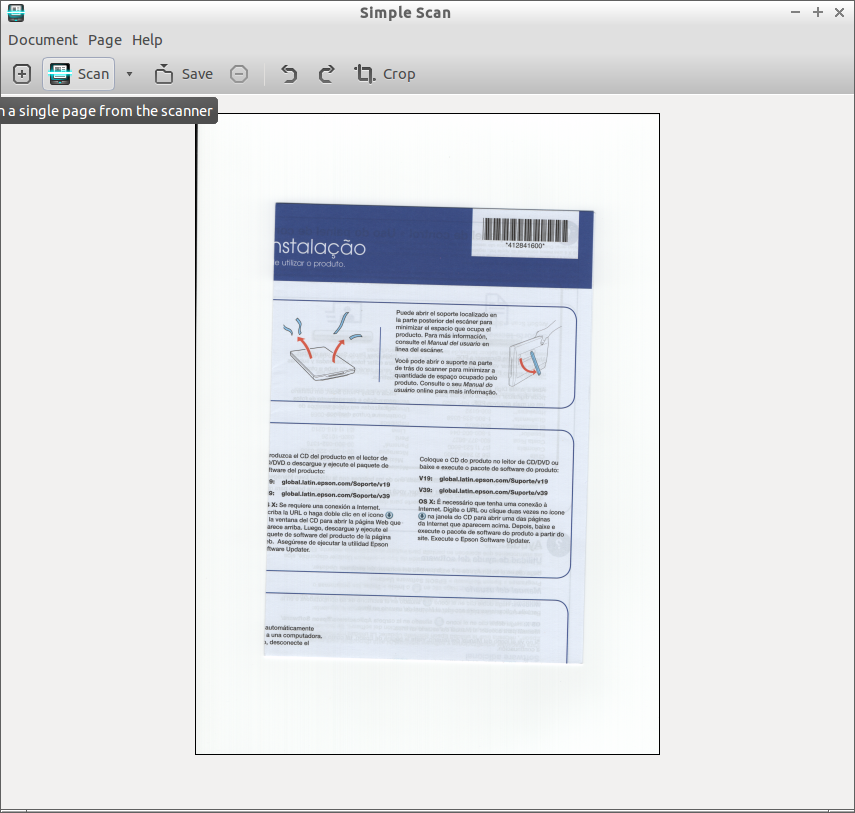 Simple Scan
Document Page Help
Scan Save Crop
a single page from the scanner
*412841600*
nstalação
e utilizar o produto.
Puede abrir el soporte localizado en
la parte posterior del escáner para
minimizar el espacio que ocupa el
producto. Para más información,
consulte el Manual del usuario en
línea del escáner.
Você pode abrir o suporte na parte
de trás do scanner para minimizar a
quantidade de espaço ocupado pelo
produto. Consulte o seu Manual do
usuário online para mais informação.
roduzca el CD del producto en el lector de
/DVD o descargue y ejecute el paquete de
ftware del producto:
9: global.latin.epson.com/Soporte/v19
9: global.latin.epson.com/Soporte/v39
X: Se requiere una conexión a Internet.
criba la URL o haga doble clic en el icono
la ventana del CD para abrir la página Web que
arece arriba. Luego, descargue y ejecute el
quete de software del producto de la página
eb. Asegúrese de ejecutar la utilidad Epson
ftware Updater.
Coloque o CD do produto no leitor de CD/DVD ou
baixe e execute o pacote de software do produto:
V19: global.latin.epson.com/Suporte/v19
V39: global.latin.epson.com/Suporte/v39
OS X: É necessário que tenha uma conexão à
Internet. Digite o URL ou clique duas vezes no ícone
na janela do CD para abrir uma das páginas
da Internet que aparecem acima. Depois, baixe e
execute o pacote de software do produto a partir do
site. Execute o Epson Software Updater.
automáticamente
a una computadora.
, desconecte el